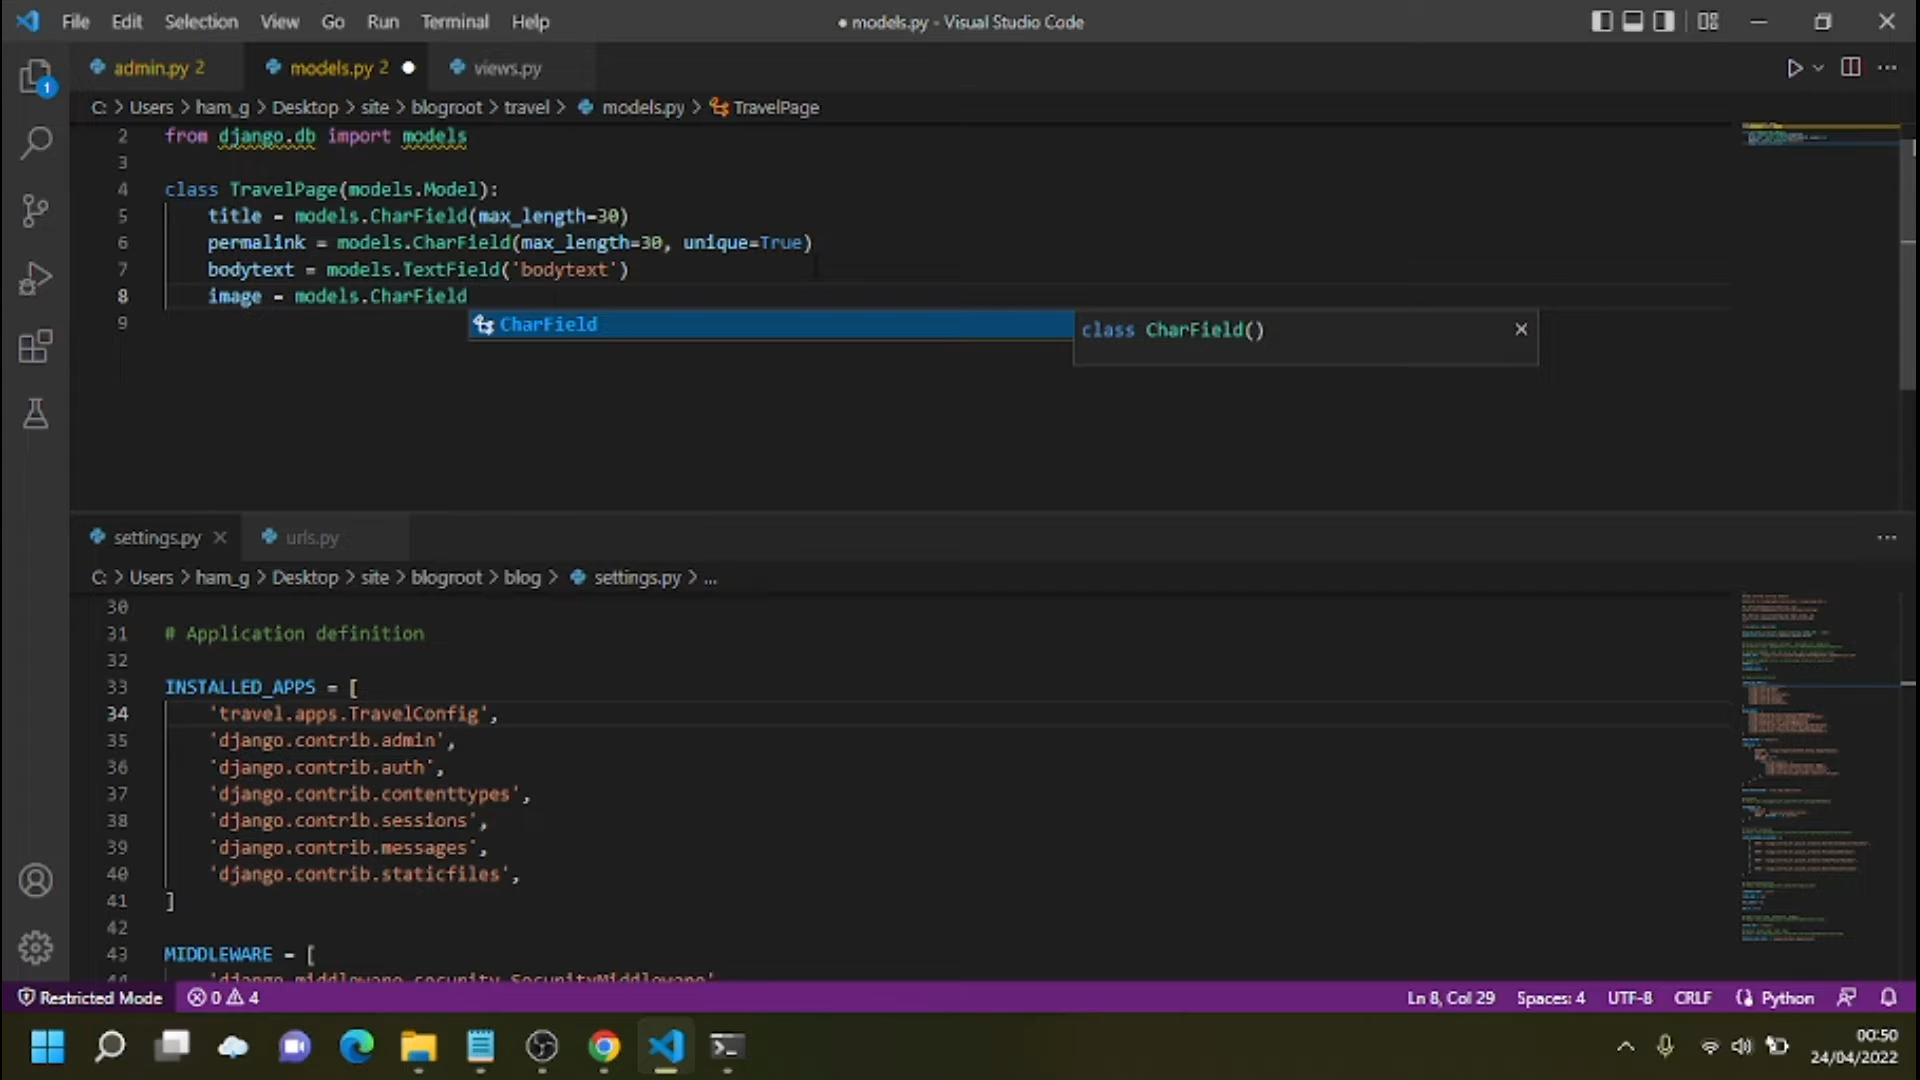 File Edit Selection View Go Run Terminal Help
● models.py - Visual Studio Code
admin.py 2
models.py 2 ●
views.py
C: > Users > ham_g > Desktop > site > blogroot > travel > models.py > TravelPage
2 from django.db import models
3
4 class TravelPage(models.Model):
5 title = models.CharField(max_length=30)
6 permalink = models.CharField(max_length=30, unique=True)
7 bodytext = models.TextField('bodytext')
8 image = models.CharField
9
CharField
class CharField()
settings.py
urls.py
C: > Users > ham_g > Desktop > site > blogroot > blog > settings.py > ...
30
31 # Application definition
32
33 INSTALLED_APPS = [
34 'travel.apps.TravelConfig',
35 'django.contrib.admin',
36 'django.contrib.auth',
37 'django.contrib.contenttypes',
38 'django.contrib.sessions',
39 'django.contrib.messages',
40 'django.contrib.staticfiles',
41 ]
42
43 MIDDLEWARE = [
44 'django.middleware.security.SecurityMiddleware'
1
Restricted Mode 0 4 Ln 8, Col 29 Spaces: 4 UTF-8 CRLF Python
00:50
24/04/2022